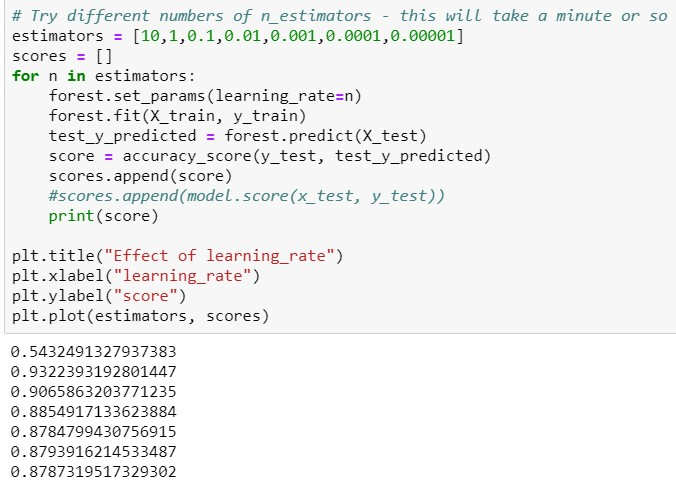 # Try different numbers of n_estimators - this will take a minute or so
estimators = [10,1,0.1,0.01,0.001,0.0001,0.00001]
scores = []
for n in estimators:
    forest.set_params(learning_rate=n)
    forest.fit(X_train, y_train)
    test_y_predicted = forest.predict(X_test)
    score = accuracy_score(y_test, test_y_predicted)
    scores.append(score)
    #scores.append(model.score(x_test, y_test))
    print(score)

plt.title("Effect of learning_rate")
plt.xlabel("learning_rate")
plt.ylabel("score")
plt.plot(estimators, scores)
0.5432491327937383
0.9322393192801447
0.9065863203771235
0.8854917133623884
0.8784799430756915
0.8793916214533487
0.8787319517329302